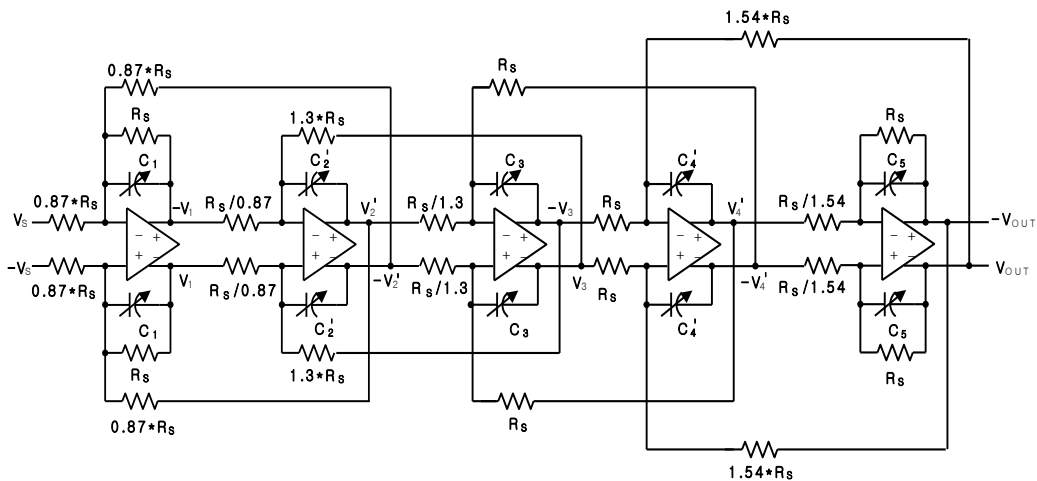 1.54*Rs
0.87*Rs
Rs
Rs
1.3*Rs
Rs
C1
C2'
C3
C4'
C5
0.87*Rs
-V1
Rs/0.87
V2'
Rs/1.3
-V3
Rs
V4'
Rs/1.54
Vs
-VOUT
- +
- +
- +
- +
- +
+ -
+ -
+ -
+ -
+ -
-Vs
VOUT
0.87*Rs
V1
Rs/0.87
-V2'
Rs/1.3
V3
Rs
-V4'
Rs/1.54
C1
C2'
C3
C4'
C5
Rs
1.3*Rs
Rs
0.87*Rs
Rs
1.54*Rs